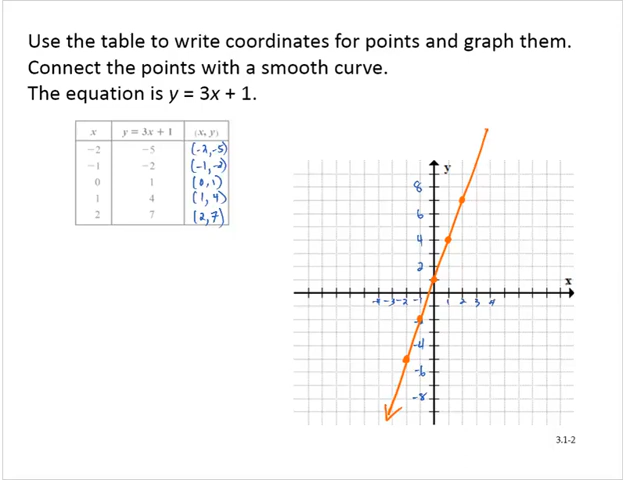 Use the table to write coordinates for points and graph them.
Connect the points with a smooth curve.
The equation is y = 3x + 1.
x y = 3x + 1 (x, y)
-2 -5 (-2,-5)
-1 -2 (-1,-2)
0 1 (0,1)
1 4 (1,4)
2 7 (2,7)
y
8
6
4
2
x
-4 -3 -2 -1 1 2 3 4
-4
-6
-8
3.1-2